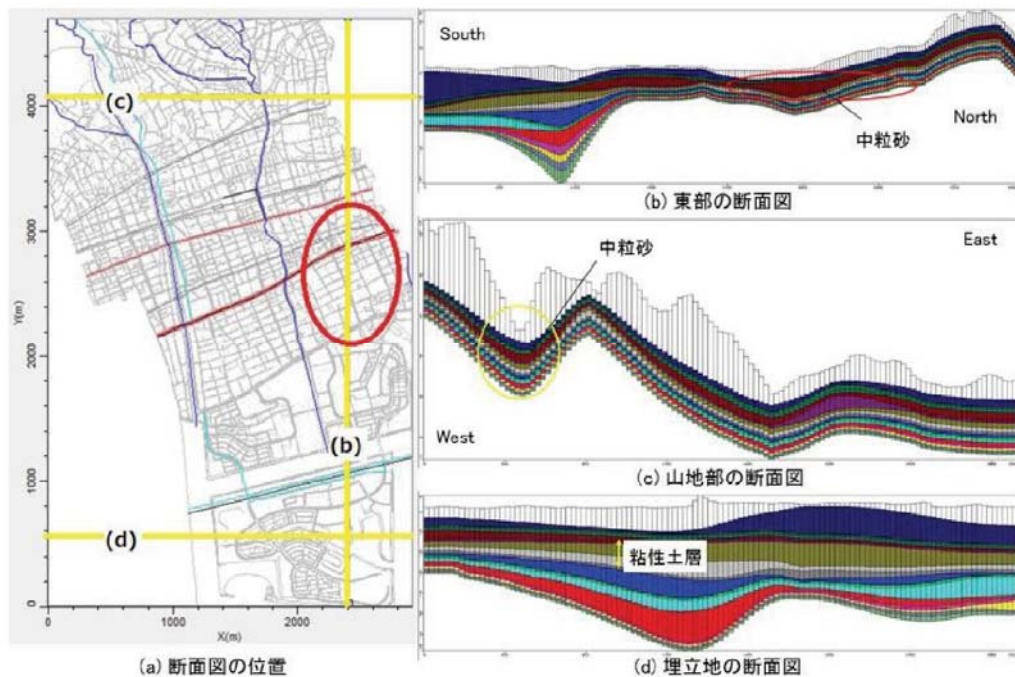 (c)
(b)
(d)
4000
3000
2000
1000
0
0
1000
2000
Y(m)
X(m)
(a) 断面図の位置
South
North
中粒砂
(b) 東部の断面図
中粒砂
East
West
(c) 山地部の断面図
粘性土層
(d) 埋立地の断面図